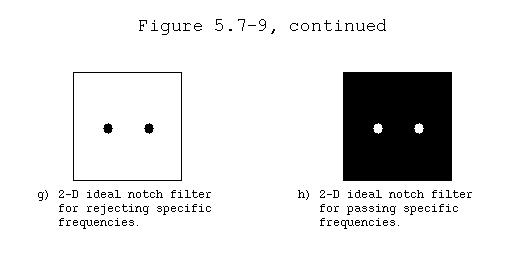 Figure 5.7-9, continued
g) 2-D ideal notch filter
for rejecting specific
frequencies.
h) 2-D ideal notch filter
for passing specific
frequencies.